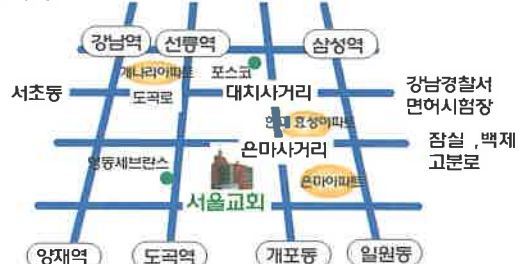 강남역 선릉역 삼성역
개나리아파트 포스코
서초동 도곡로 대치사거리 강남경찰서
면허시험장
효성아파트
은마사거리 잠실 ,백제
고분로
영동세브란스
은마아파트
서울교회
양재역 도곡역 개포동 일원동